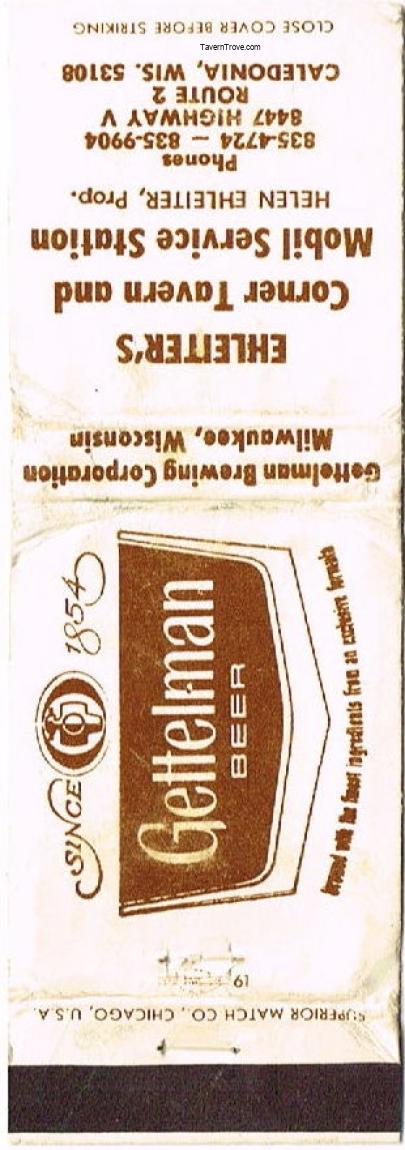 CLOSE COVER BEFORE STRIKING
TavernTrove.com
EHLEITER'S
Corner Tavern and
Mobil Service Station
HELEN EHLEITER, Prop.
Phones
835-4724 — 835-9904
8447 HIGHWAY V
ROUTE 2
CALEDONIA, WIS. 53108
Gettelman Brewing Corporation
Milwaukee, Wisconsin
SINCE 1854
Gettelman
BEER
Brewed with the finest ingredients from an exclusive formula
19
SUPERIOR MATCH CO., CHICAGO, U.S.A.